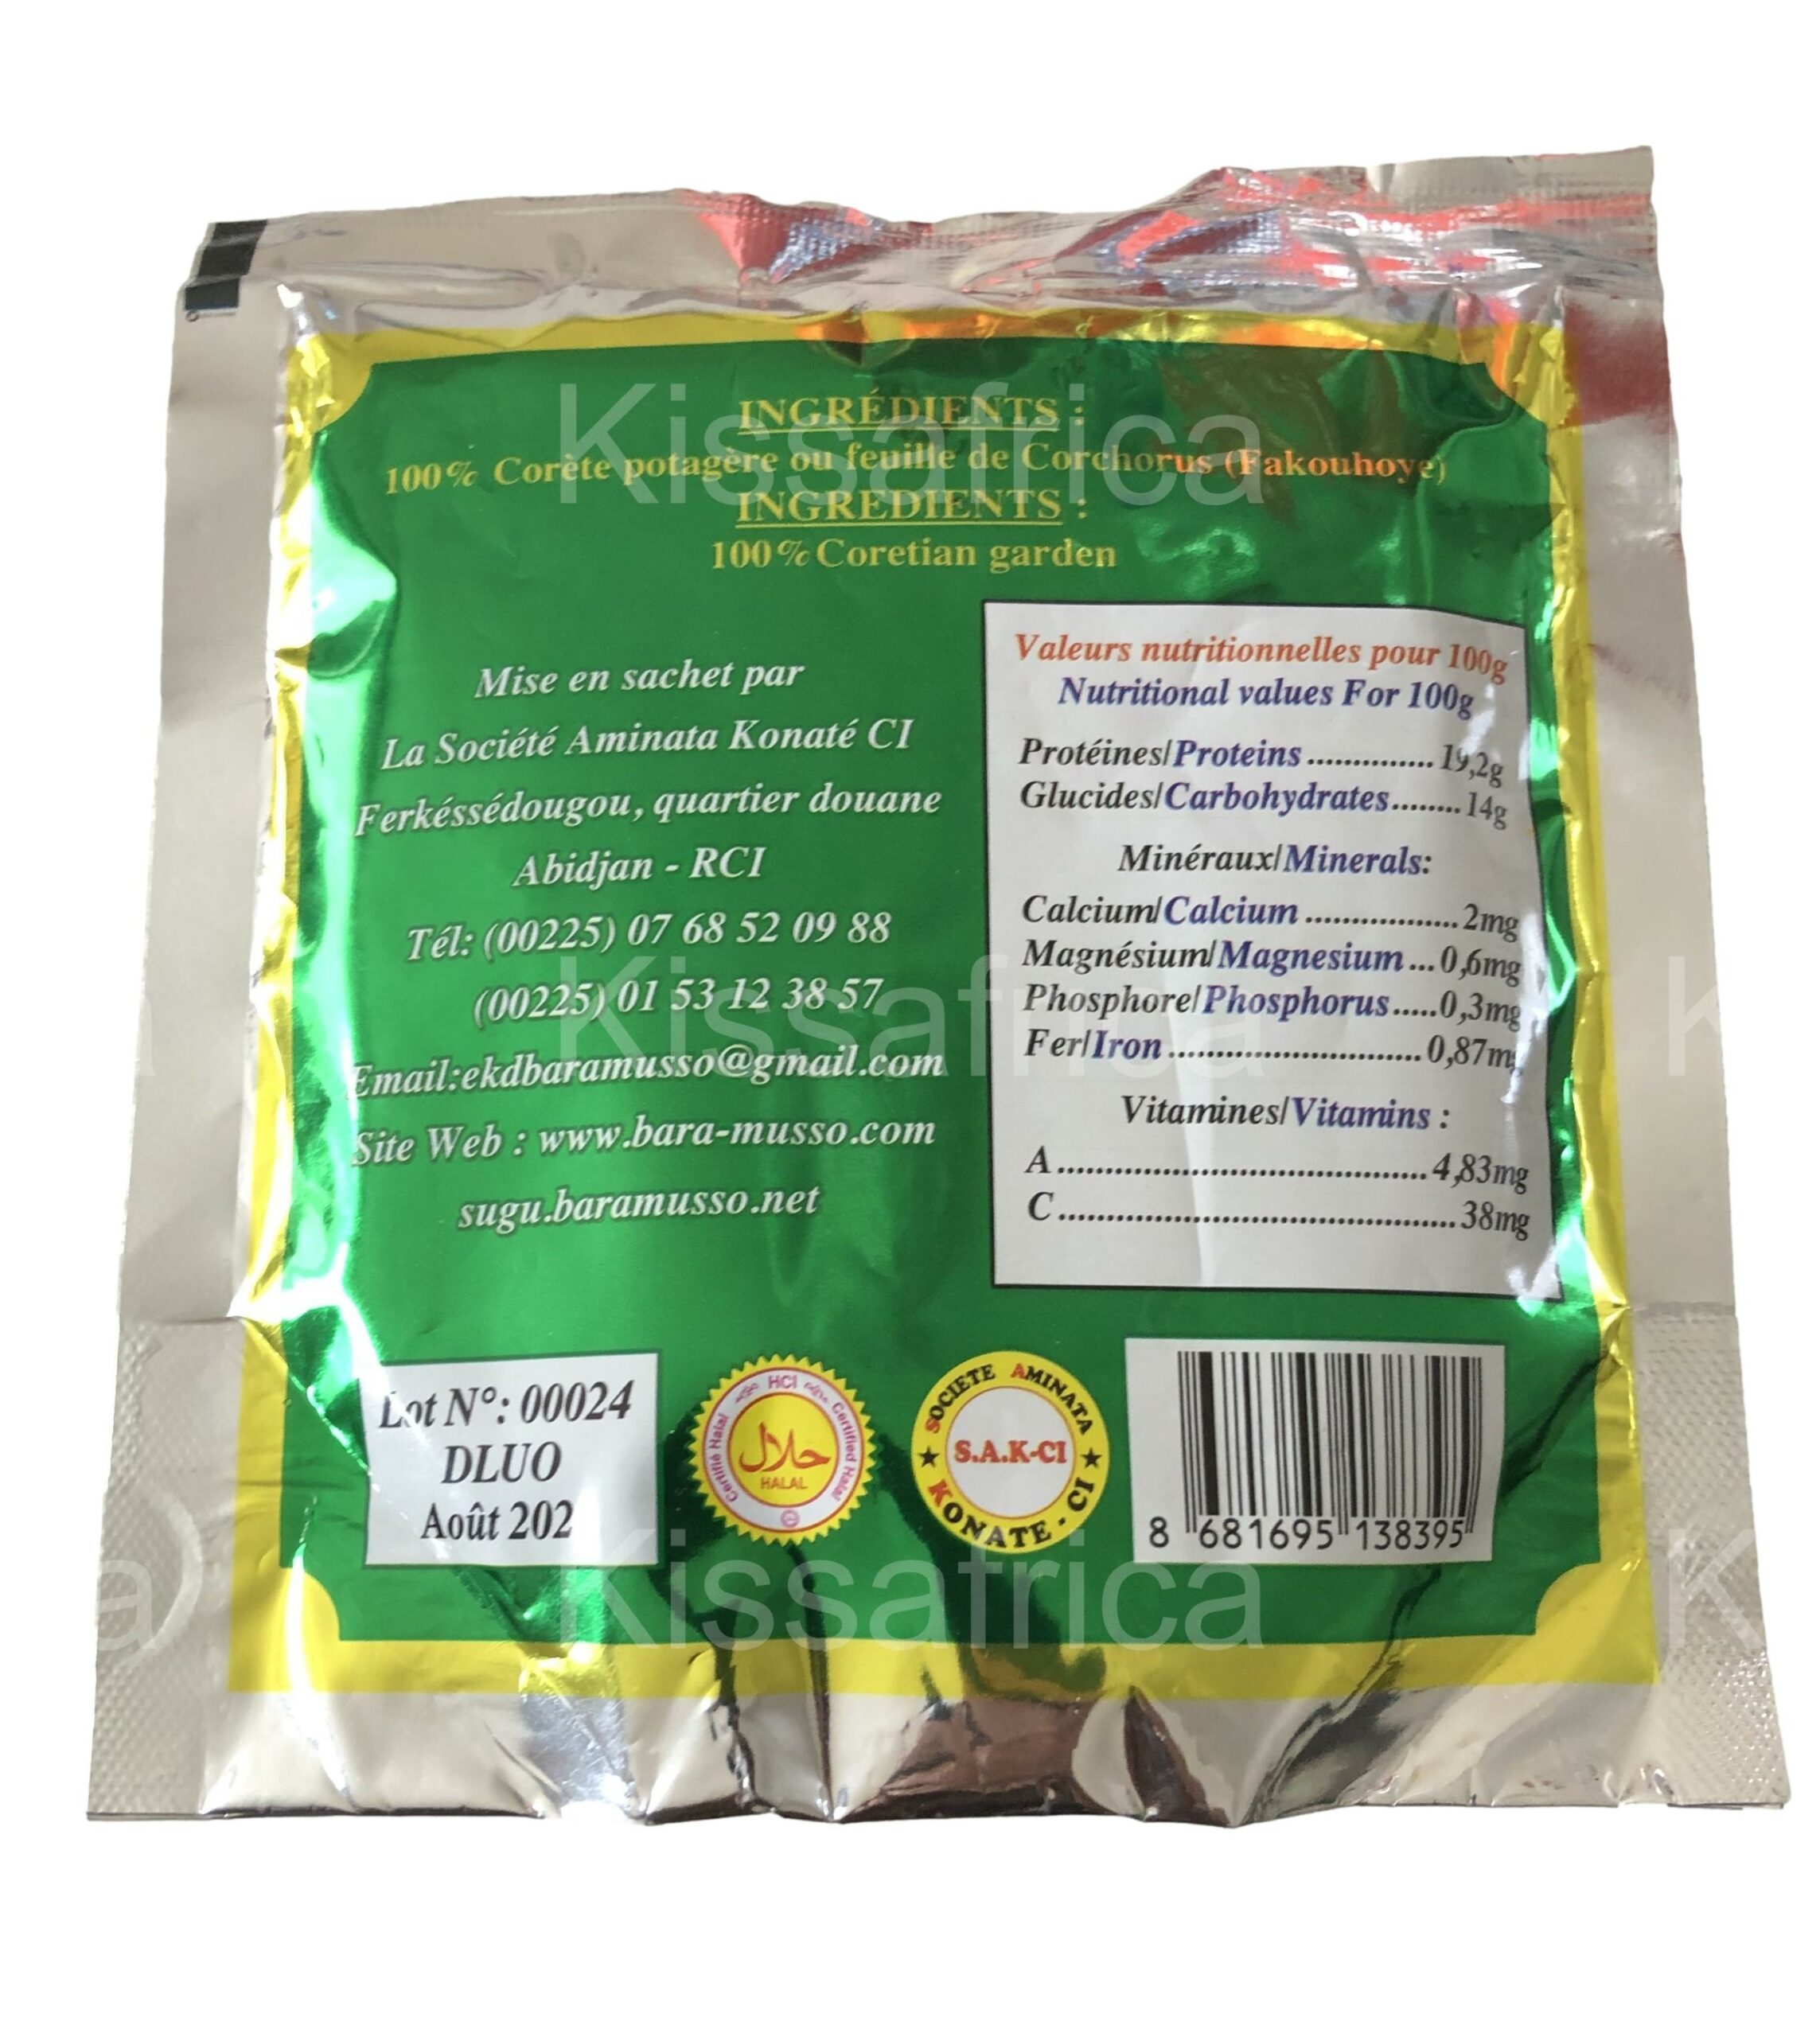 INGRÉDIENTS :
100% Corète potagère ou feuille de Corchorus (Fakouhoye)
INGREDIENTS :
100% Coretian garden
Mise en sachet par
La Société Aminata Konaté CI
Ferkéssédougou, quartier douane
Abidjan - RCI
Tél: (00225) 07 68 52 09 88
(00225) 01 53 12 38 57
Email:ekdbaramusso@gmail.com
Site Web : www.bara-musso.com
sugu.baramusso.net
Valeurs nutritionnelles pour 100g
Nutritional values For 100g
Protéines/Proteins ............... 19,2g
Glucides/Carbohydrates........ 14g
Minéraux/Minerals:
Calcium/Calcium .................. 2mg
Magnésium/Magnesium ... 0,6mg
Phosphore/Phosphorus.....0,3mg
Fer/Iron .............................. 0,87m
Vitamines/Vitamins :
A ............................................ 4,83mg
C ............................................... 38mg
Lot N°: 00024
DLUO
Août 202
HCI
Certifié Halal
Certified Halal
حلال
HALAL
SOCIETE AMINATA
S.A.K-CI
KONATE - CI
8 681695 138395
Kissafrica
Kissafrica
Kissafrica